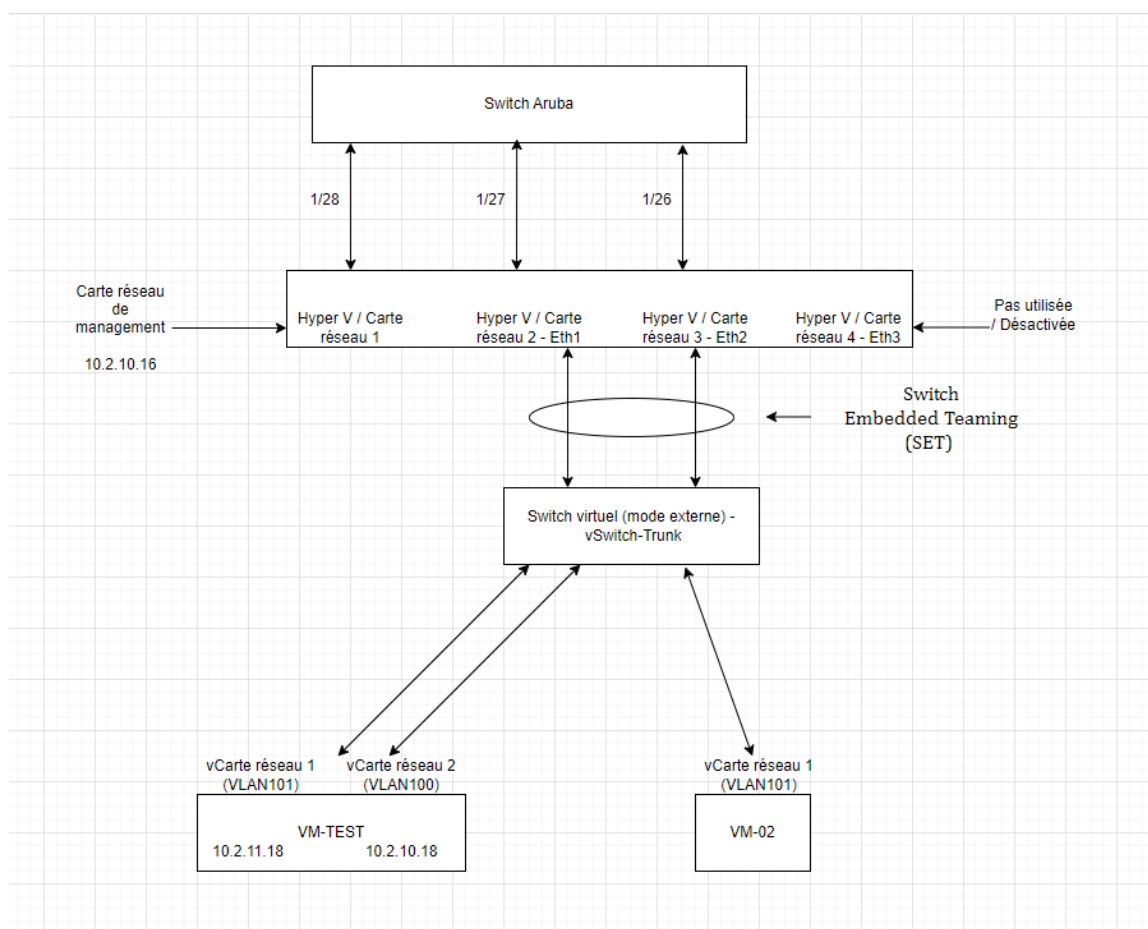 Switch Aruba
1/28
1/27
1/26
Carte réseau
de
management
10.2.10.16
Hyper V / Carte
réseau 1
Hyper V / Carte
réseau 2 - Eth1
Hyper V / Carte
réseau 3 - Eth2
Hyper V / Carte
réseau 4 - Eth3
Pas utilisée
/ Désactivée
Switch
Embedded Teaming
(SET)
Switch virtuel (mode externe) -
vSwitch-Trunk
vCarte réseau 1
(VLAN101)
vCarte réseau 2
(VLAN100)
vCarte réseau 1
(VLAN101)
VM-TEST
10.2.11.18
10.2.10.18
VM-02